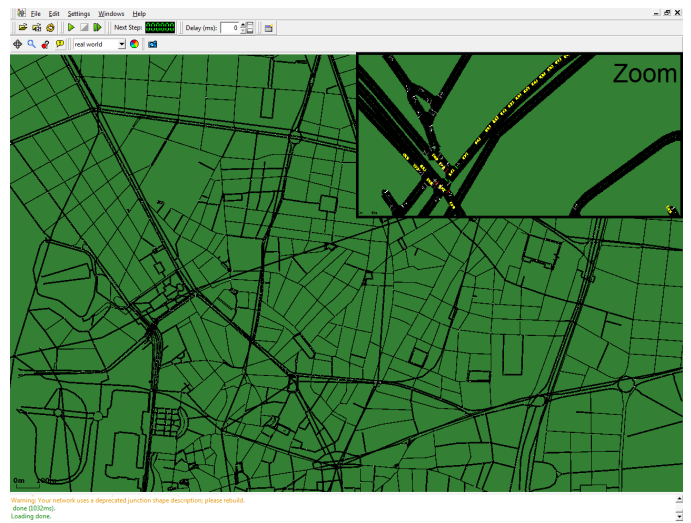 File Edit Settings Windows Help
Next Step: Delay (ms): 0
real world
Zoom
0m 100m
Warning: Your network uses a deprecated junction shape description; please rebuild.
done (1032ms).
Loading done.